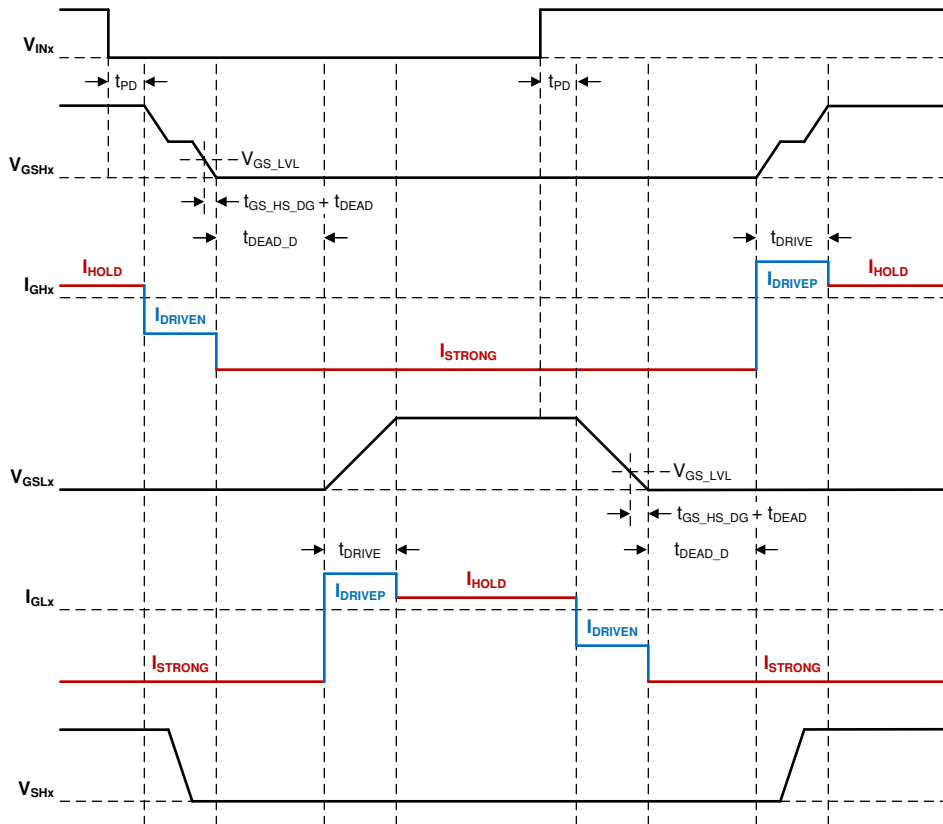 VINx
tPD
tPD
VGSHx
VGS_LVL
tGS_HS_DG + tDEAD
tDEAD_D
tDRIVE
IHOLD
IDRIVEP
IHOLD
IGHx
IDRIVEN
ISTRONG
VGSLx
VGS_LVL
tGS_HS_DG + tDEAD
tDRIVE
tDEAD_D
IHOLD
IGLx
IDRIVEP
IDRIVEN
ISTRONG
ISTRONG
VSHx